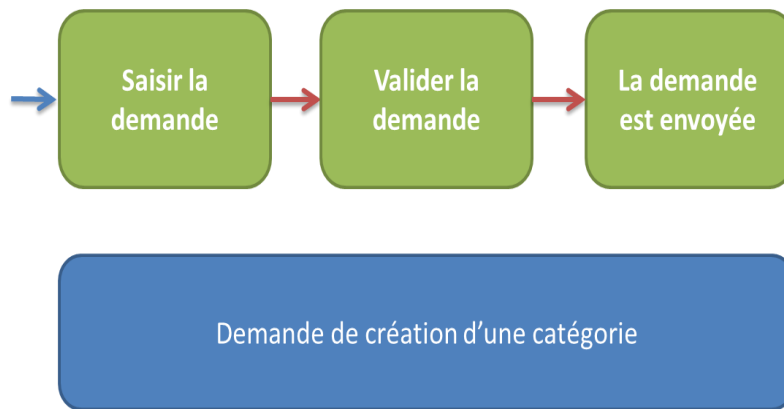 Saisir la
demande
Valider la
demande
La demande
est envoyée
Demande de création d’une catégorie